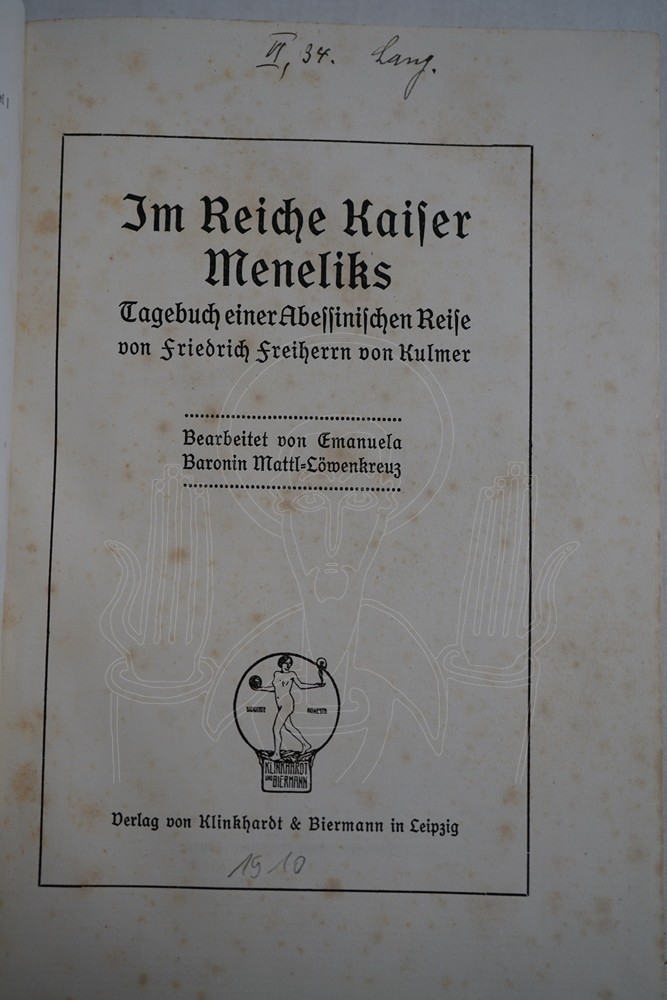 VI, 34. Lang.
Im Reiche Kaiser
Meneliks
Tagebuch einer Abessinischen Reise
von Friedrich Freiherrn von Kulmer
Bearbeitet von Emanuela
Baronin Mattl=Löwenkreuz
KLINKHARDT
UND
BIERMANN
Verlag von Klinkhardt & Biermann in Leipzig
1910